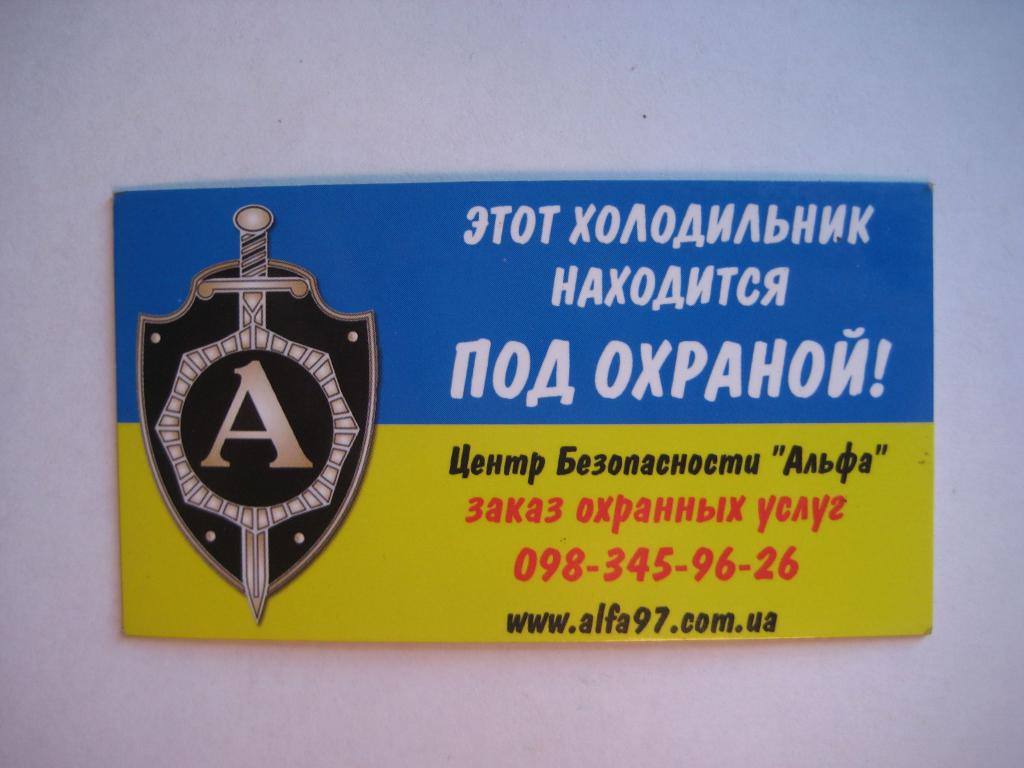 А
ЭТОТ ХОЛОДИЛЬНИК
НАХОДИТСЯ
ПОД ОХРАНОЙ!
Центр Безопасности "Альфа"
заказ охранных услуг
098-345-96-26
www.alfa97.com.ua